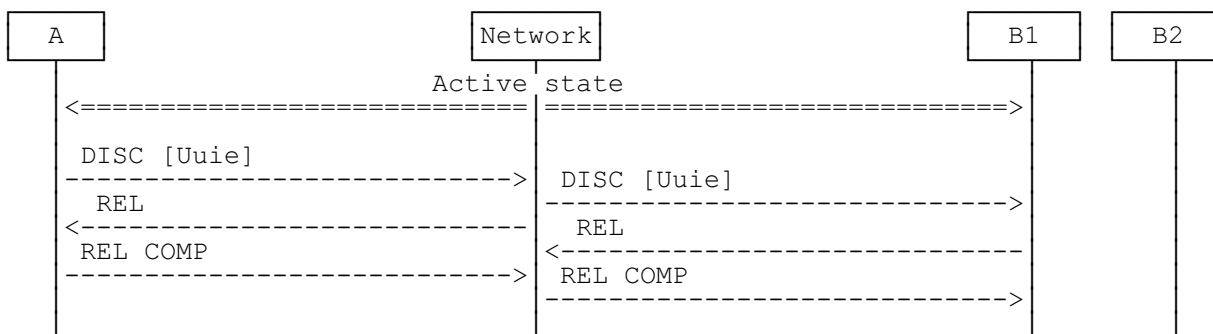 A Network B1 B2
Active state
DISC [Uuie]
DISC [Uuie]
REL
REL
REL COMP
REL COMP